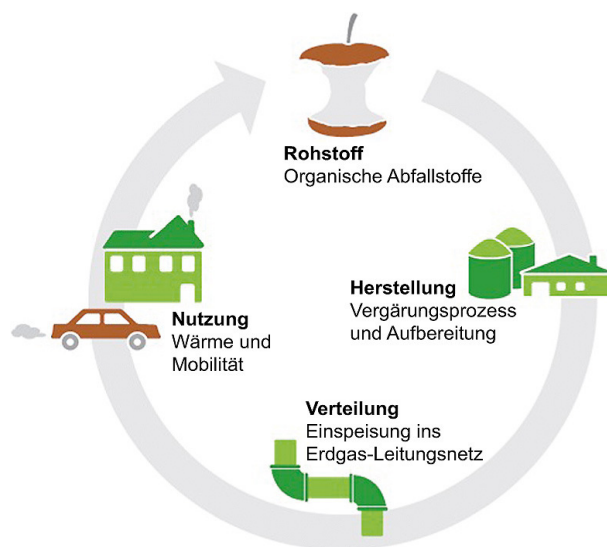 Rohstoff
Organische Abfallstoffe
Herstellung
Vergärungsprozess
und Aufbereitung
Verteilung
Einspeisung ins
Erdgas-Leitungsnetz
Nutzung
Wärme und
Mobilität